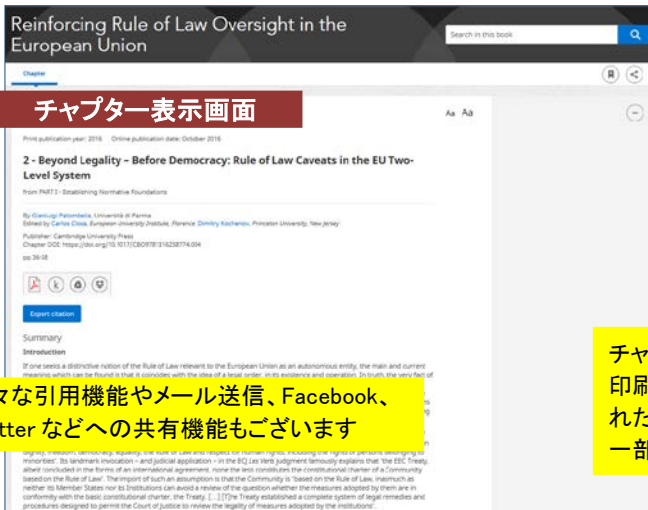 Reinforcing Rule of Law Oversight in the
European Union
Search in this book
Chapter
チャプター表示画面
Aa Aa
Print publication year: 2016 Online publication date: October 2016
2 - Beyond Legality – Before Democracy: Rule of Law Caveats in the EU Two-
Level System
from PART I - Establishing Normative Foundations
By Gianluigi Palombella, Università di Parma
Edited by Carlos Closa, European University Institute, Florence, Dimitry Kochenov, Princeton University, New Jersey
Publisher: Cambridge University Press
Chapter DOI: https://doi.org/10.1017/CBO9781316258774.004
pp 36-58
Export citation
Summary
Introduction
If one seeks a distinctive notion of the Rule of Law relevant to the European Union as an autonomous entity, the main and current
meaning which can be found is that it coincides with the idea of a legal order, in its existence and operation. In truth, the very fact of
々な引用機能やメール送信、Facebook、
tter などへの共有機能もございます
チャ
印刷
れた
一部
dignity, freedom, democracy, equality, the Rule of Law and respect for human rights, including the rights of persons belonging to
minorities'. Its landmark invocation – and judicial application – in the ECJ Les Verts judgment famously explains that 'the EEC Treaty,
albeit concluded in the forms of an international agreement, none the less constitutes the constitutional charter of a Community
based on the Rule of Law'. The import of such an assumption is that the Community is 'based on the Rule of Law, inasmuch as
neither its Member States nor its Institutions can avoid a review of the question whether the measures adopted by them are in
conformity with the basic constitutional charter, the Treaty. [...] [T]he Treaty established a complete system of legal remedies and
procedures designed to permit the Court of Justice to review the legality of measures adopted by the institutions'.